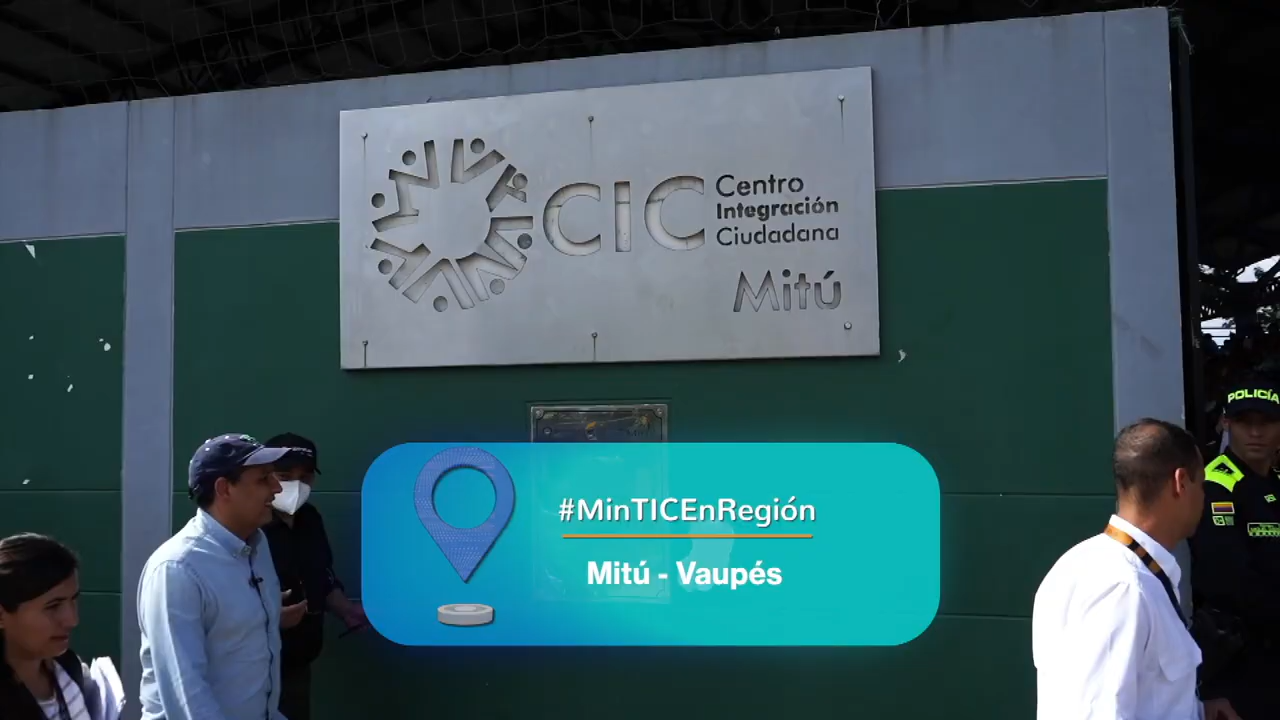 CIC
Centro
Integración
Ciudadana
Mitú
POLICÍA
#MinTICEnRegión
Mitú - Vaupés